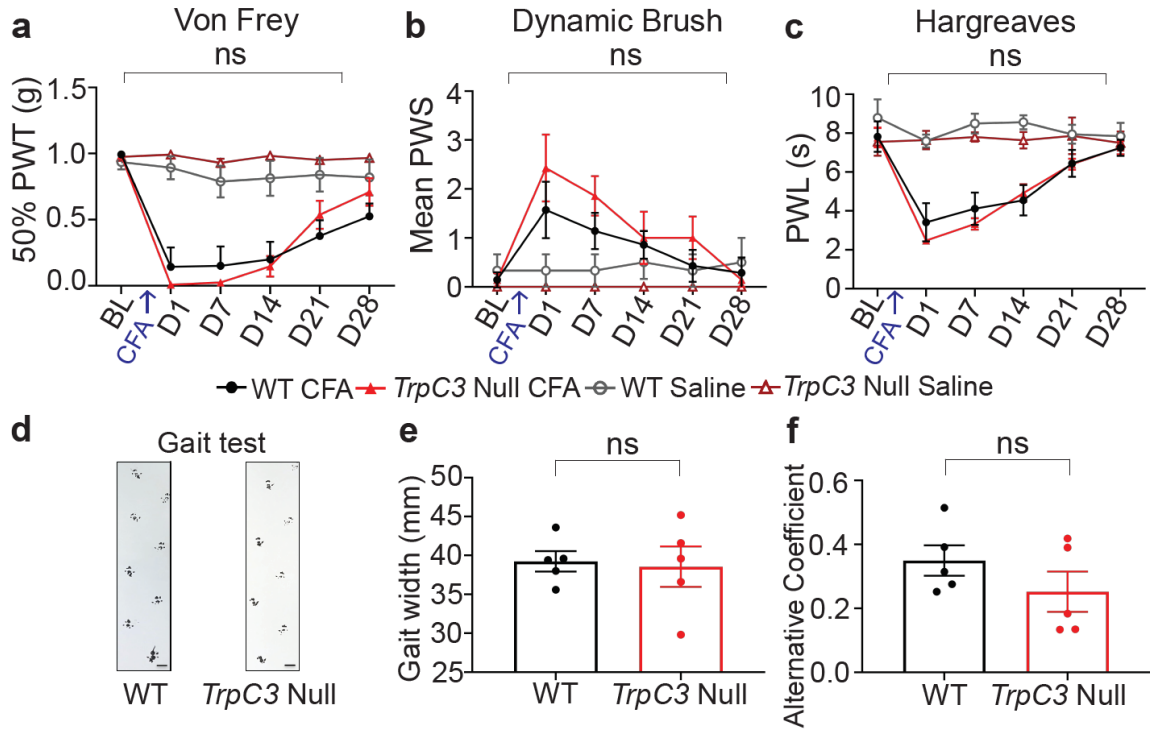 a
Von Frey
ns
50% PWT (g)
1.5
1.0
0.5
0.0
BL
CFA →
D1
D7
D14
D21
D28
b
Dynamic Brush
ns
Mean PWS
4
3
2
1
0
BL
CFA →
D1
D7
D14
D21
D28
c
Hargreaves
ns
PWL (s)
10
8
6
4
2
0
BL
CFA →
D1
D7
D14
D21
D28
WT CFA TrpC3 Null CFA WT Saline TrpC3 Null Saline
d
Gait test
WT
TrpC3 Null
e
ns
Gait width (mm)
50
45
40
35
30
25
WT
TrpC3 Null
f
ns
Alternative Coefficient
0.6
0.4
0.2
0.0
WT
TrpC3 Null